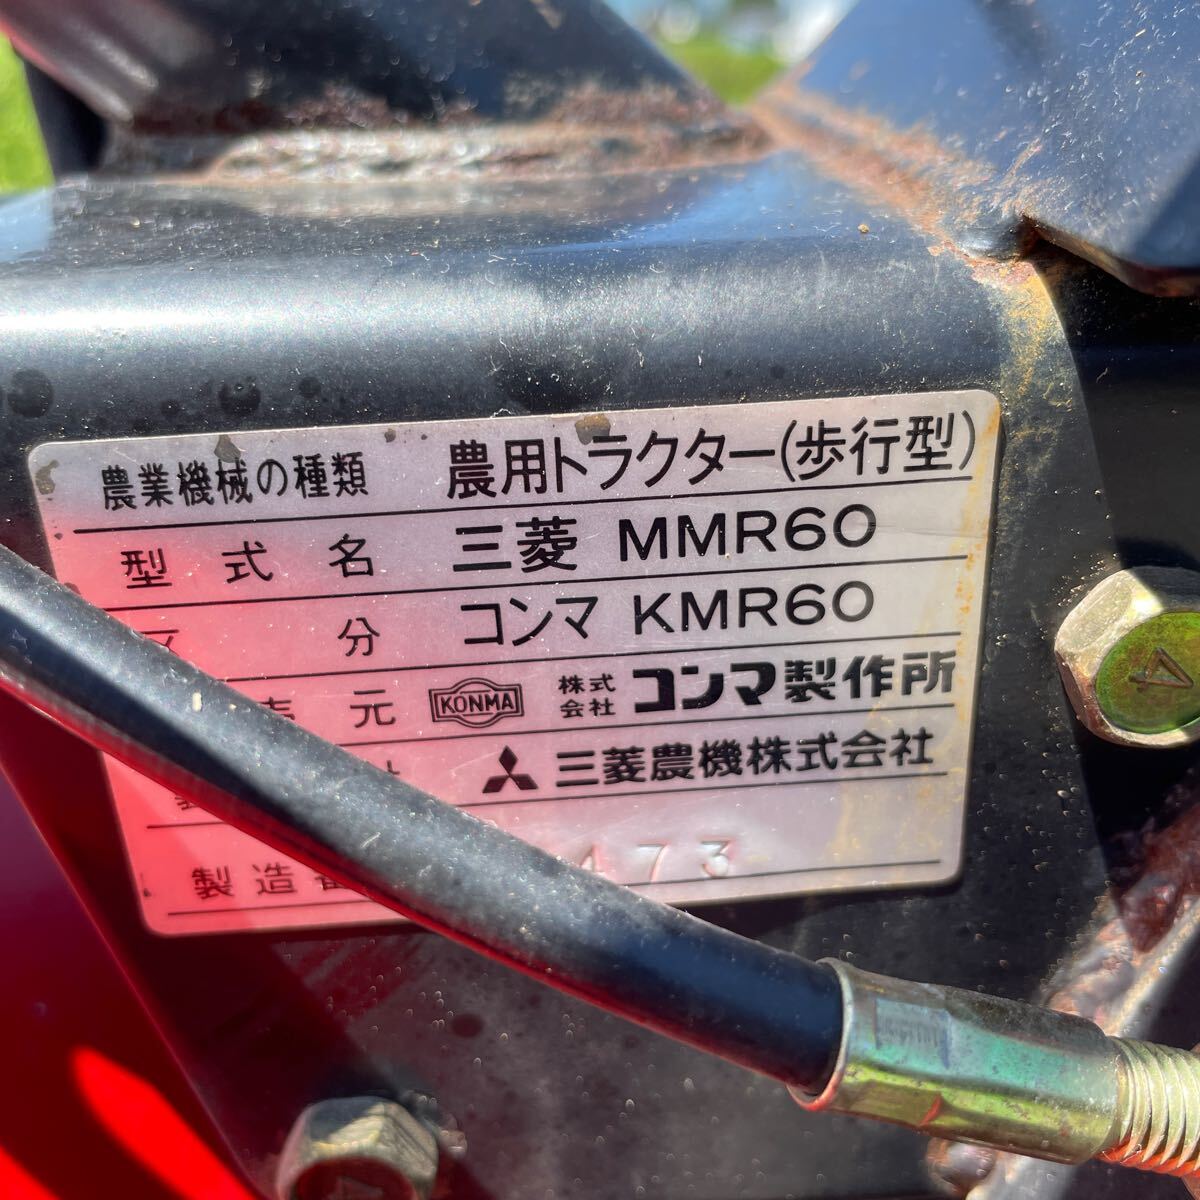 農業機械の種類 農用トラクター(歩行型)
型式名 三菱 MMR60
分 コンマ KMR60
元 KONMA 株式会社 コンマ製作所
三菱農機株式会社
製造 473